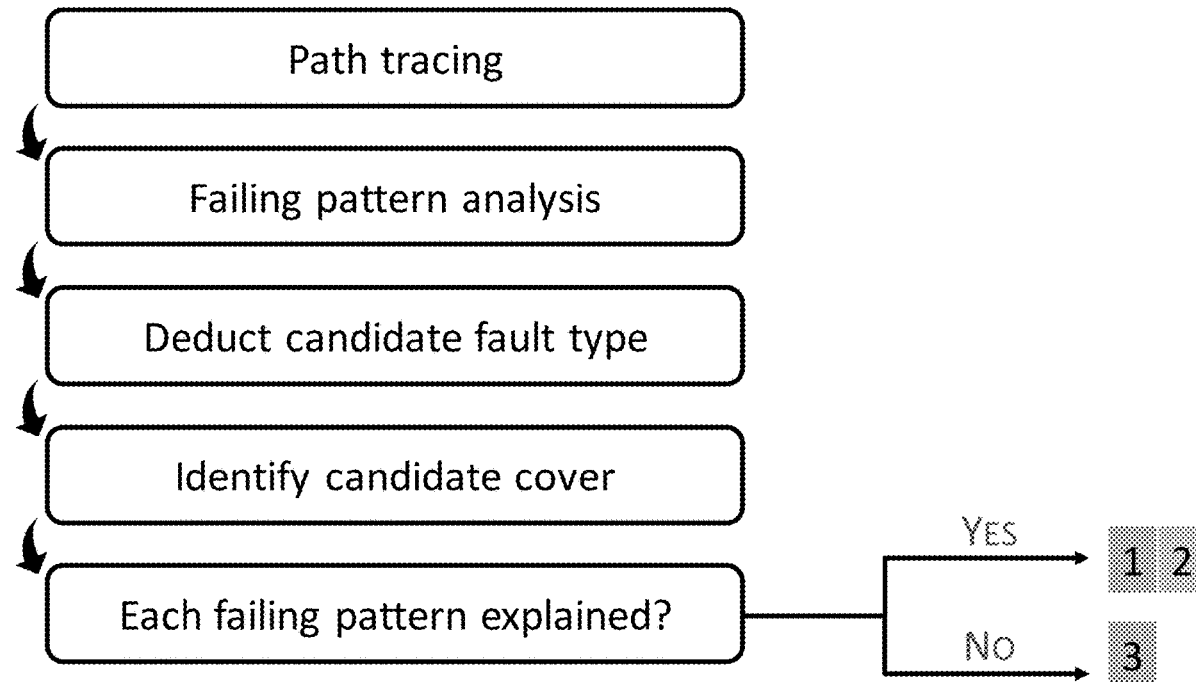 Path tracing
Failing pattern analysis
Deduct candidate fault type
Identify candidate cover
Each failing pattern explained?
YES
1 2
NO
3